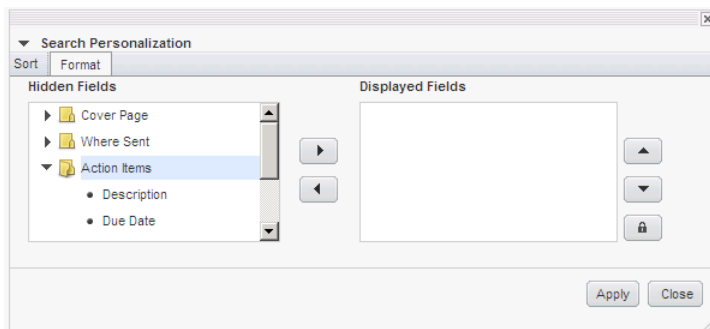 Search Personalization
Sort Format
Hidden Fields Displayed Fields
Cover Page
Where Sent
Action Items
Description
Due Date
Apply Close